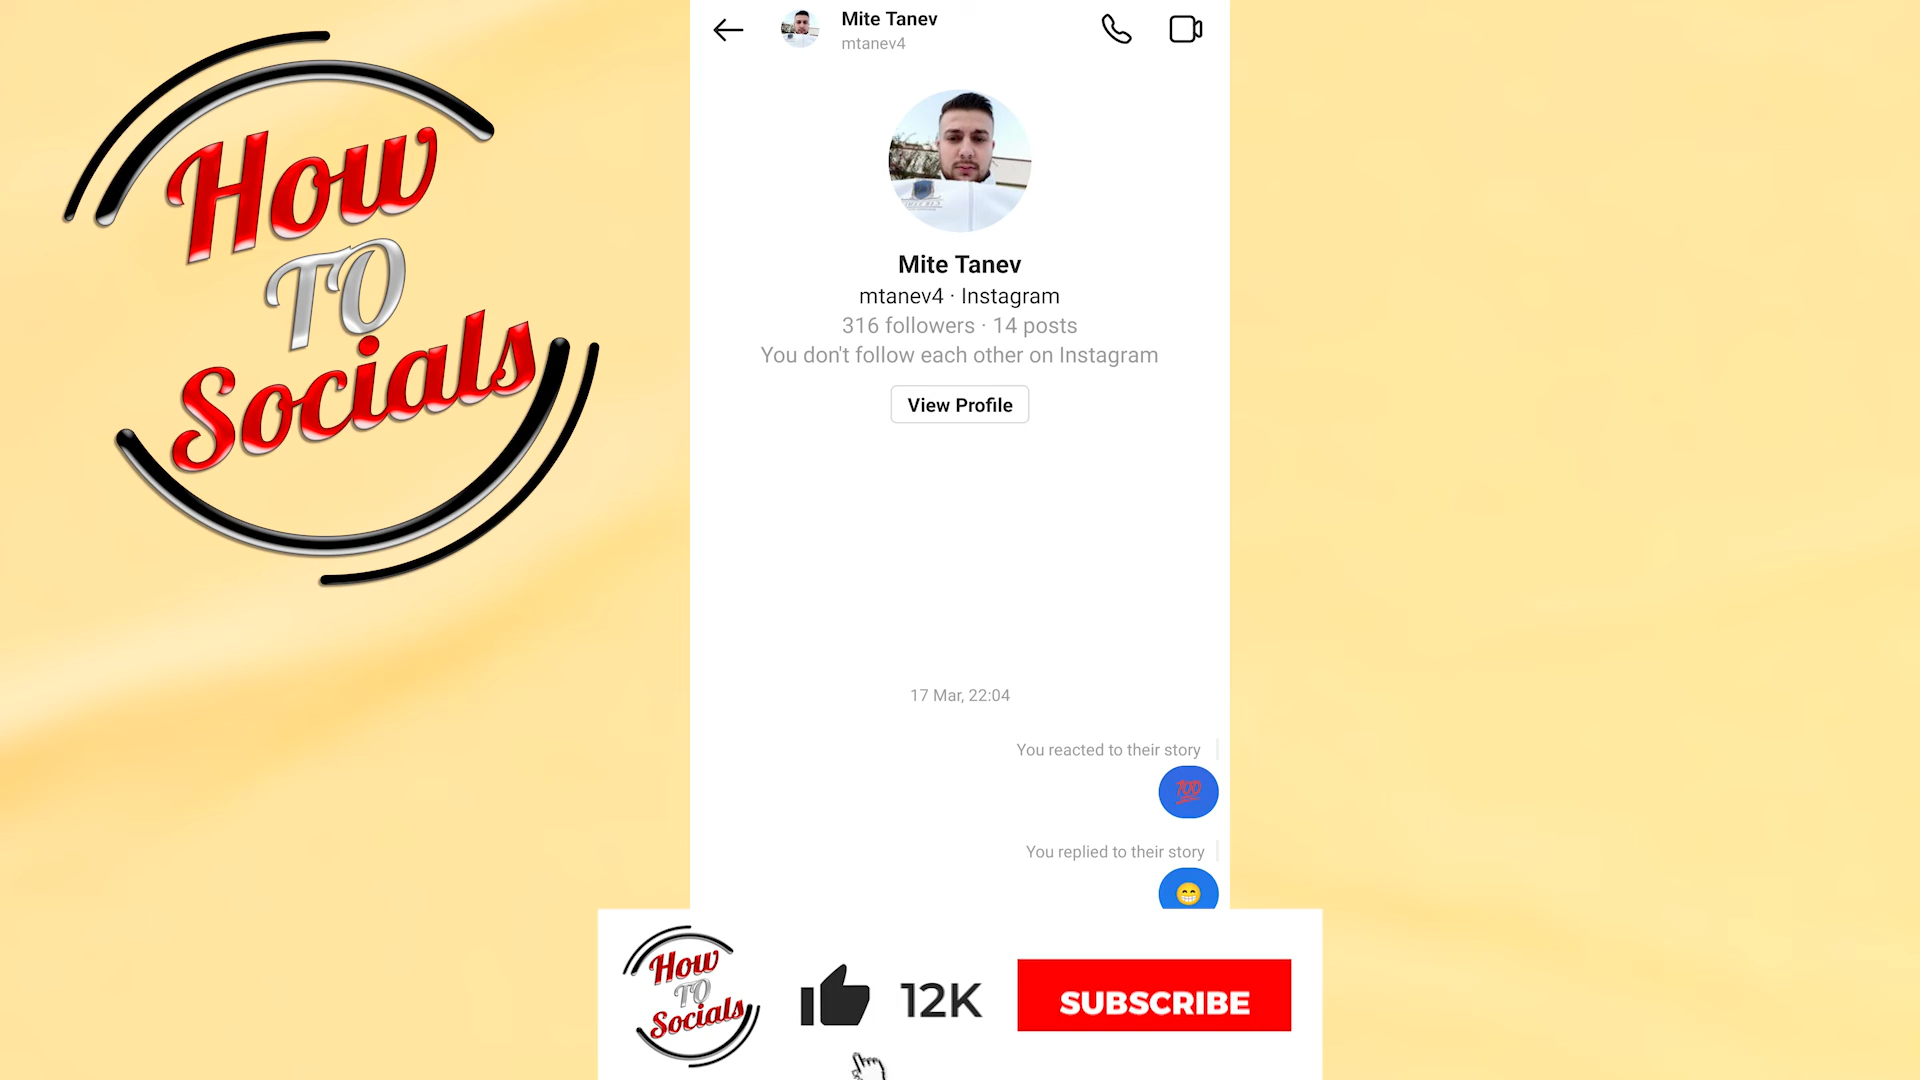 How
TO
Socials
Mite Tanev
mtanev4
Mite Tanev
mtanev4 · Instagram
316 followers · 14 posts
You don't follow each other on Instagram
View Profile
17 Mar, 22:04
You reacted to their story
💯
You replied to their story
😁
How
TO
Socials
12K
SUBSCRIBE